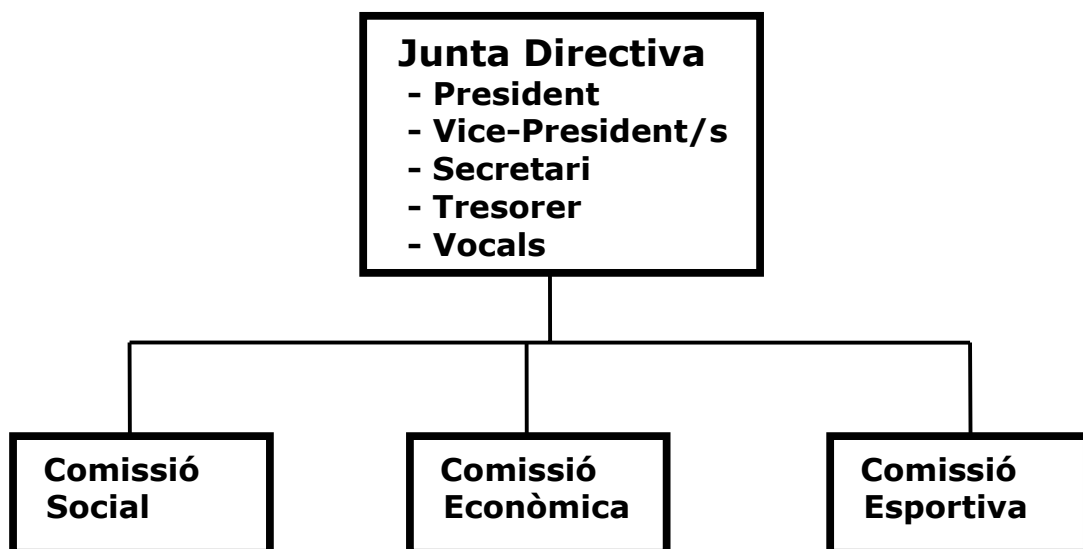 Junta Directiva
- President
- Vice-President/s
- Secretari
- Tresorer
- Vocals
Comissió
Social
Comissió
Econòmica
Comissió
Esportiva